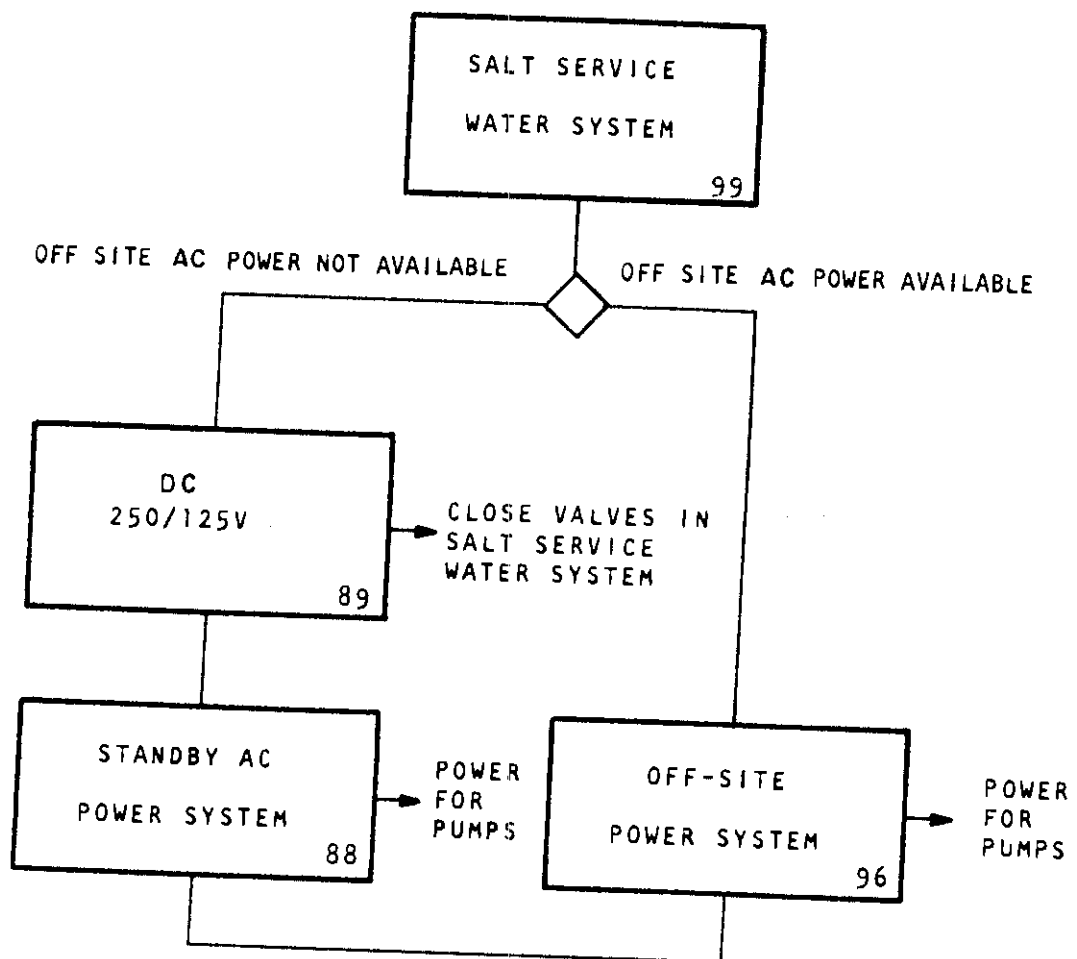 SALT SERVICE
WATER SYSTEM
99
OFF SITE AC POWER NOT AVAILABLE
OFF SITE AC POWER AVAILABLE
DC
250/125V
89
CLOSE VALVES IN
SALT SERVICE
WATER SYSTEM
STANDBY AC
POWER SYSTEM
88
POWER
FOR
PUMPS
OFF-SITE
POWER SYSTEM
96
POWER
FOR
PUMPS